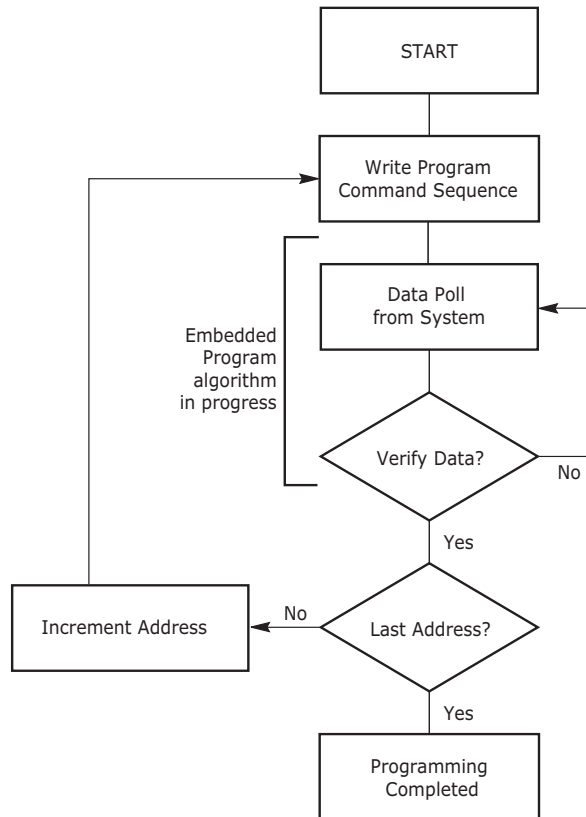 START
Write Program
Command Sequence
Data Poll
from System
Embedded
Program
algorithm
in progress
Verify Data?
No
Yes
Increment Address
No
Last Address?
Yes
Programming
Completed